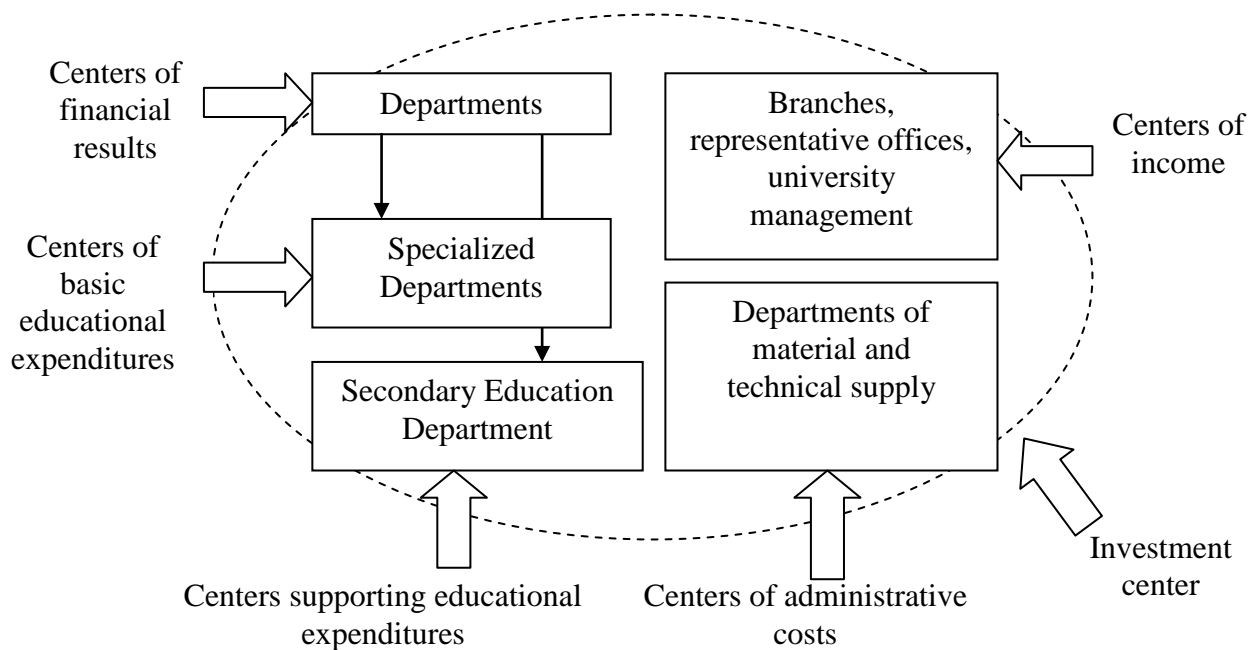 Centers of
financial
results
Departments
Branches,
representative offices,
university
management
Centers of
income
Centers of
basic
educational
expenditures
Specialized
Departments
Departments of
material and
technical supply
Secondary Education
Department
Investment
center
Centers supporting educational
expenditures
Centers of administrative
costs